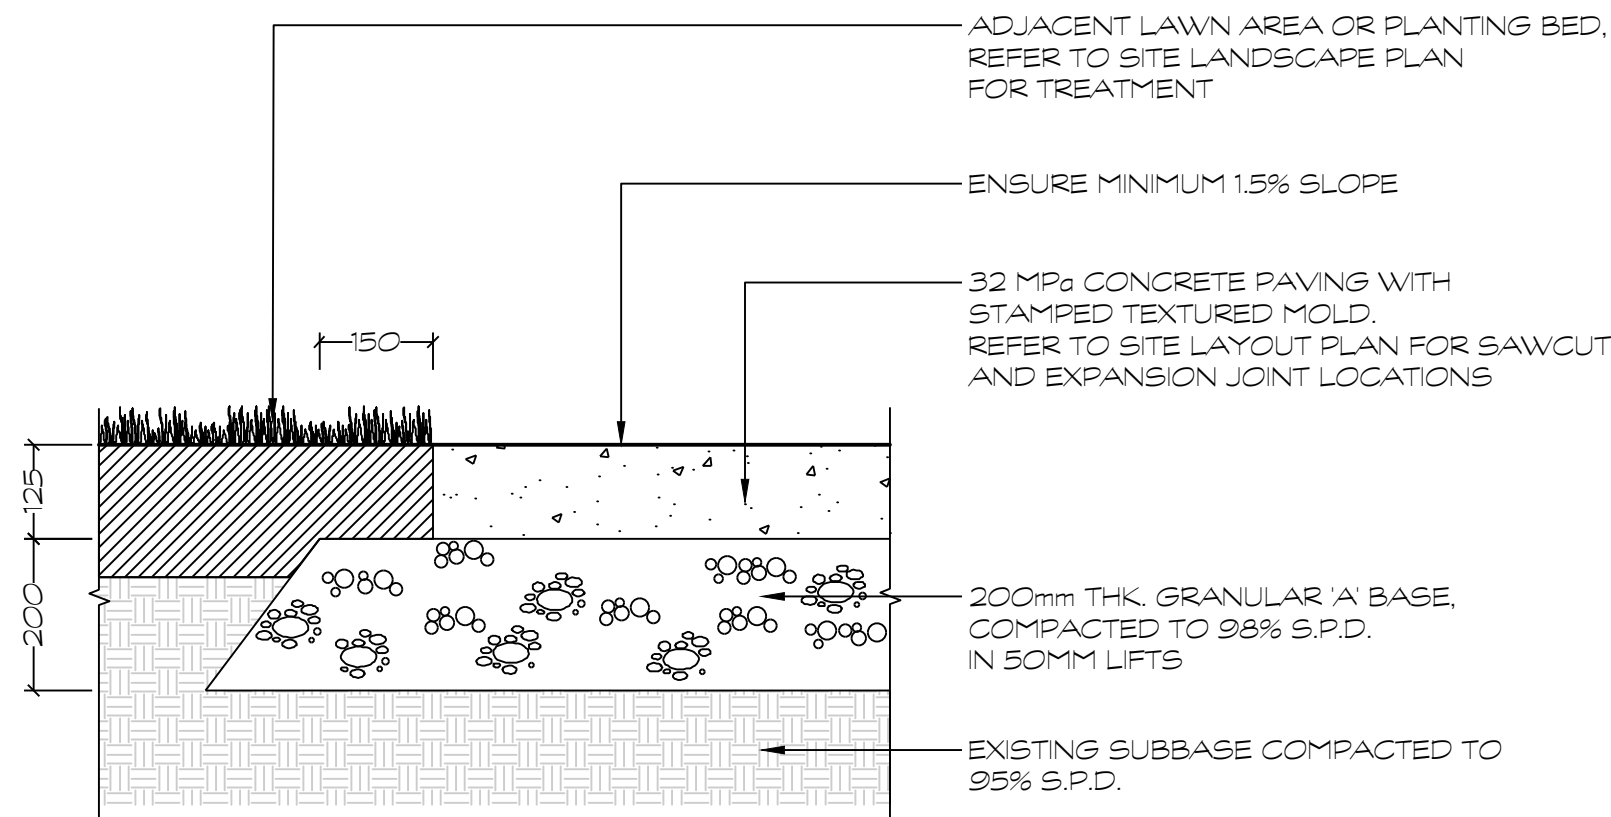 ADJACENT LAWN AREA OR PLANTING BED,
REFER TO SITE LANDSCAPE PLAN
FOR TREATMENT
ENSURE MINIMUM 1.5% SLOPE
32 MPa CONCRETE PAVING WITH
STAMPED TEXTURED MOLD.
REFER TO SITE LAYOUT PLAN FOR SAWCUT
AND EXPANSION JOINT LOCATIONS
150
125
200
200mm THK. GRANULAR 'A' BASE,
COMPACTED TO 98% S.P.D.
IN 50MM LIFTS
EXISTING SUBBASE COMPACTED TO
95% S.P.D.